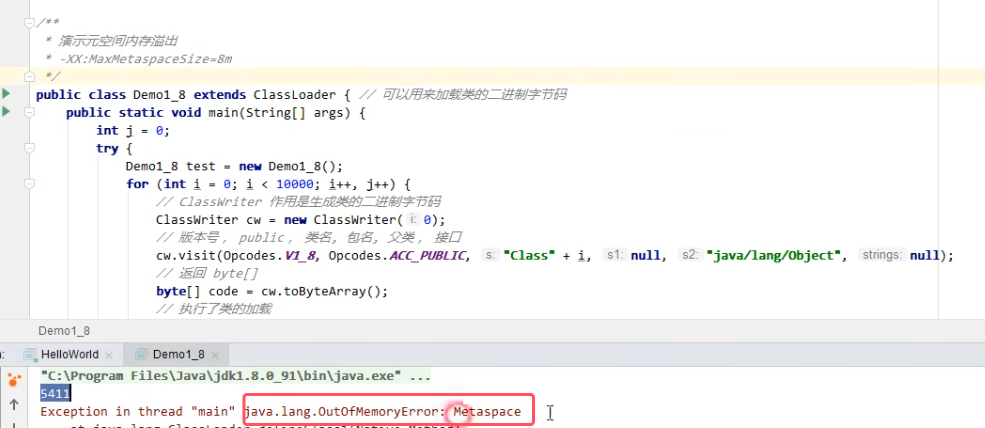 /**
* 演示元空间内存溢出
* -XX:MaxMetaspaceSize=8m
*/
public class Demo1_8 extends ClassLoader { // 可以用来加载类的二进制字节码
public static void main(String[] args) {
int j = 0;
try {
Demo1_8 test = new Demo1_8();
for (int i = 0; i < 10000; i++, j++) {
// ClassWriter 作用是生成类的二进制字节码
ClassWriter cw = new ClassWriter( i: 0);
// 版本号， public， 类名, 包名, 父类， 接口
cw.visit(Opcodes.V1_8, Opcodes.ACC_PUBLIC, s: "Class" + i, s1: null, s2: "java/lang/Object", strings: null);
// 返回 byte[]
byte[] code = cw.toByteArray();
// 执行了类的加载
Demo1_8
HelloWorld × Demo1_8 ×
"C:\Program Files\Java\jdk1.8.0_91\bin\java.exe" ...
5411
Exception in thread "main" java.lang.OutOfMemoryError: Metaspace